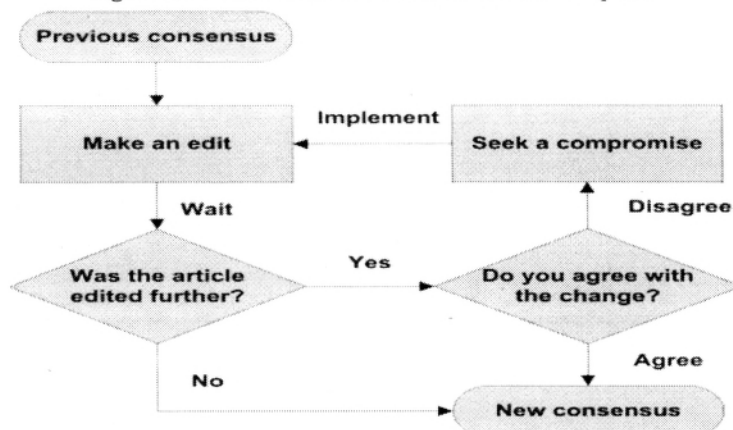 Previous consensus
Make an edit
Implement
Seek a compromise
Wait
Disagree
Was the article
edited further?
Yes
Do you agree with
the change?
No
Agree
New consensus